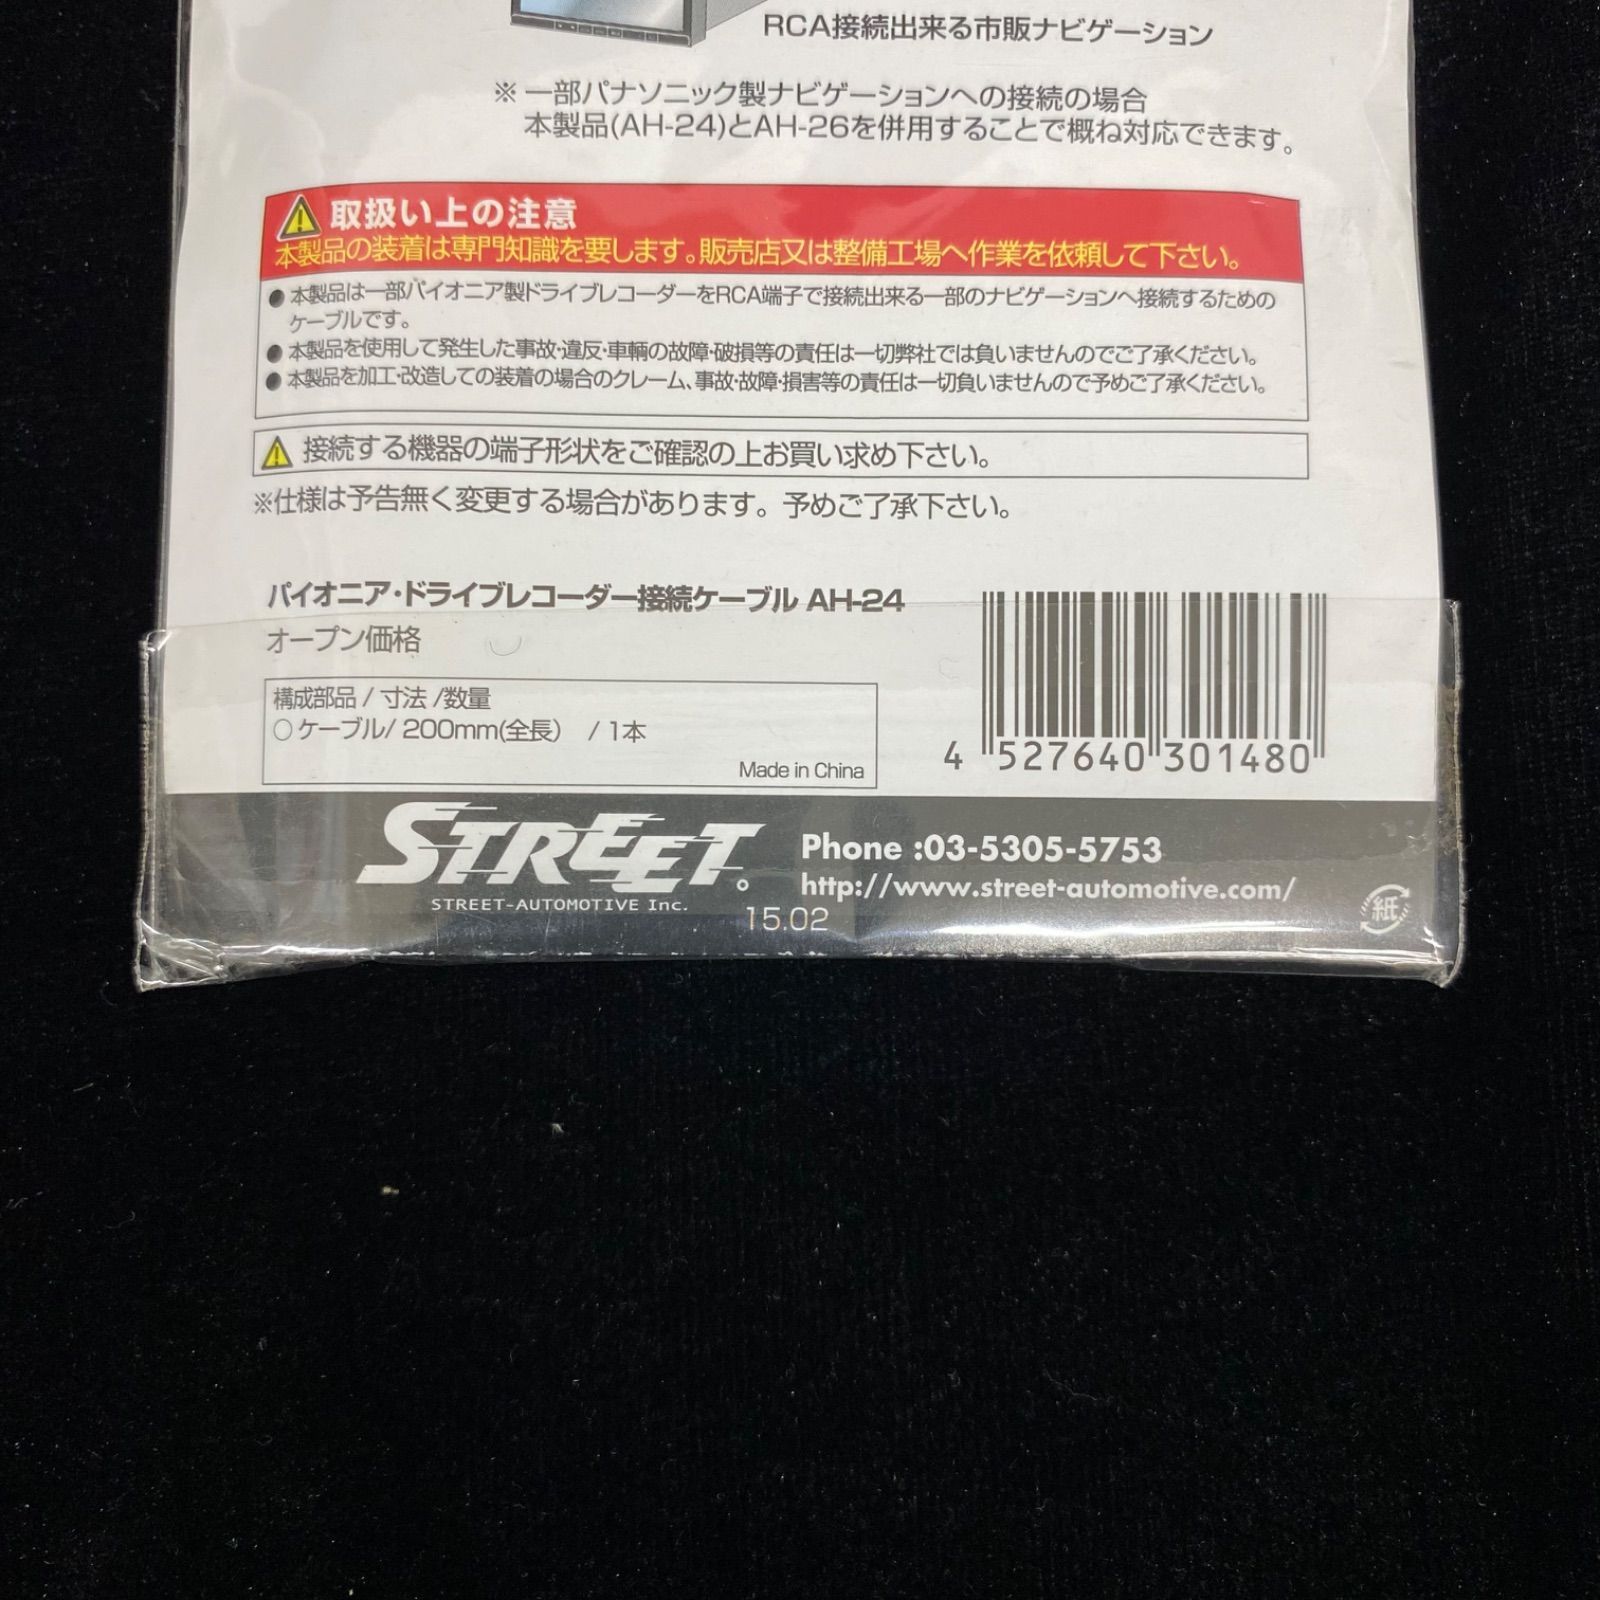 RCA接続出来る市販ナビゲーション
※一部パナソニック製ナビゲーションへの接続の場合
本製品(AH-24)とAH-26を併用することで概ね対応できます。
取扱い上の注意
本製品の装着は専門知識を要します。販売店又は整備工場へ作業を依頼して下さい。
●本製品は一部パイオニア製ドライブレコーダーをRCA端子で接続出来る一部のナビゲーションへ接続するための
ケーブルです。
●本製品を使用して発生した事故・違反・車輌の故障・破損等の責任は一切弊社では負いませんのでご了承ください。
●本製品を加工・改造しての装着の場合のクレーム、事故・故障・損害等の責任は一切負いませんので予めご了承ください。
接続する機器の端子形状をご確認の上お買い求め下さい。
※仕様は予告無く変更する場合があります。予めご了承下さい。
パイオニア・ドライブレコーダー接続ケーブル AH-24
オープン価格
構成部品 / 寸法 /数量
○ケーブル/ 200mm(全長) / 1本
Made in China
4 527640 301480
STREET。
STREET-AUTOMOTIVE Inc.
Phone :03-5305-5753
http://www.street-automotive.com/
15.02
紙